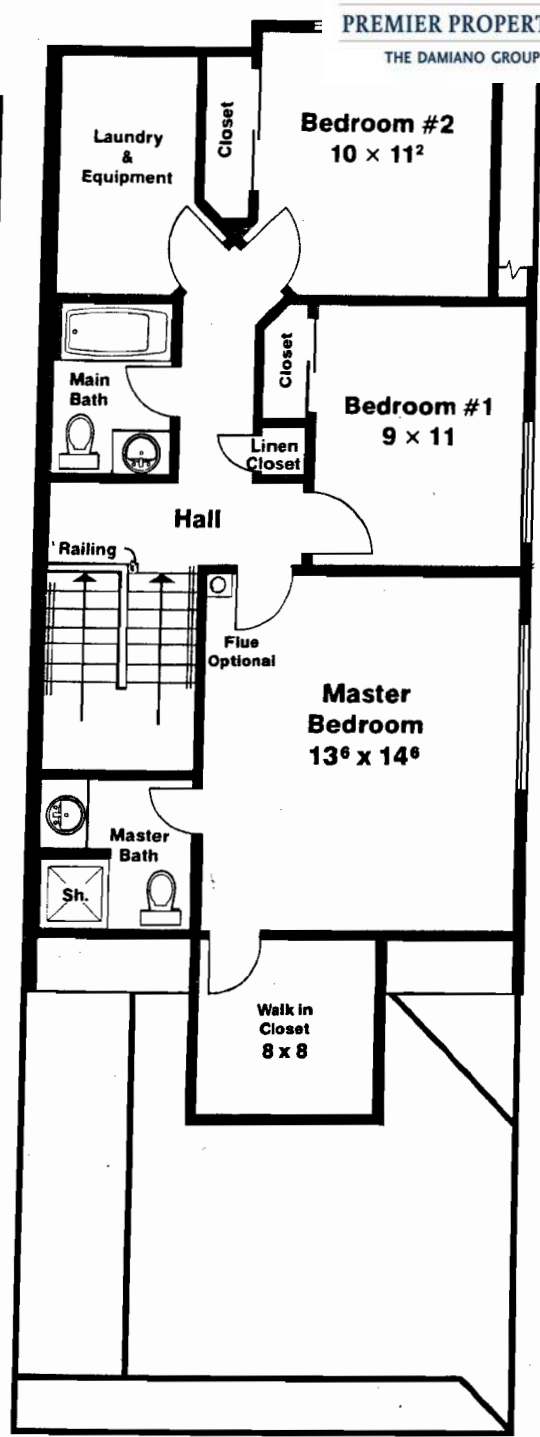 PREMIER PROPERT
THE DAMIANO GROUP
Laundry
&
Equipment
Closet
Bedroom #2
10 × 11²
Main
Bath
Closet
Linen
Closet
Bedroom #1
9 × 11
Hall
Railing
Flue
Optional
Master
Bedroom
13⁶ x 14⁶
Master
Bath
Sh.
Walk in
Closet
8 x 8